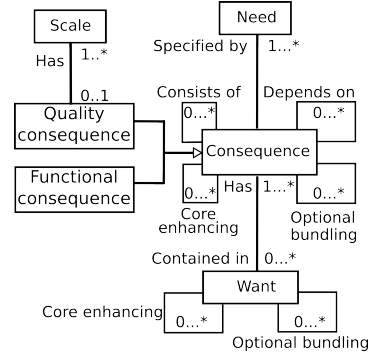 Need
Scale
Specified by 1...*
1..*
Has
Consists of
Depends on
0..1
0...*
0...*
Quality
consequence
Consequence
Functional
consequence
Has
1...*
0...*
0...*
Core
enhancing
Optional
bundling
Contained in
0...*
Want
Core enhancing
0...*
0...*
Optional bundling